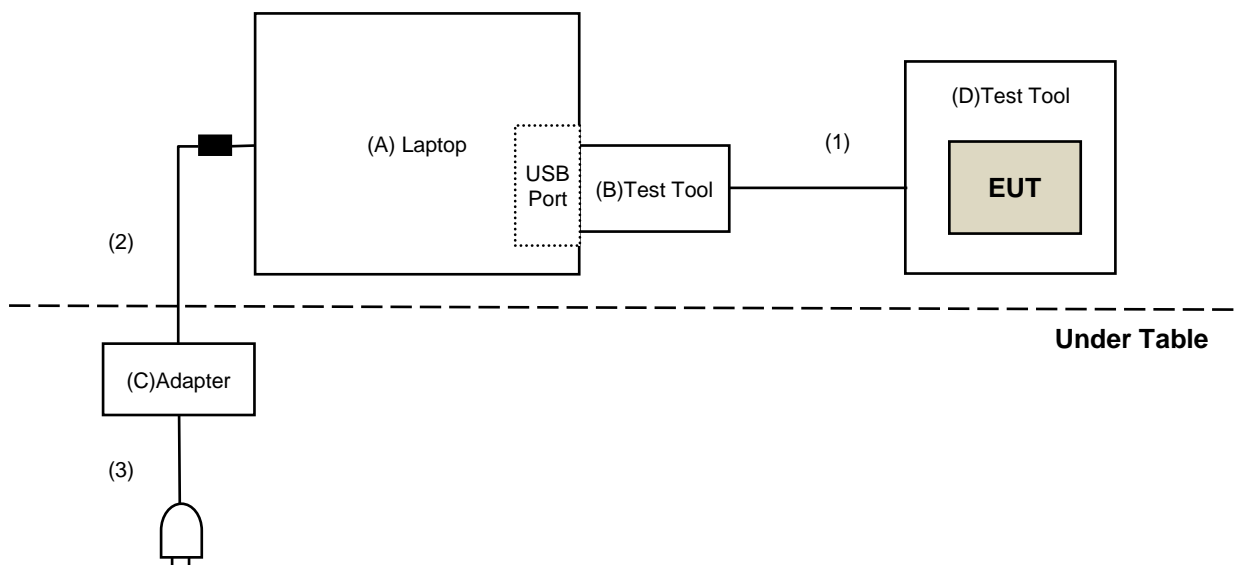 (A) Laptop
USB
Port
(B)Test Tool
(1)
(D)Test Tool
EUT
(2)
Under Table
(C)Adapter
(3)